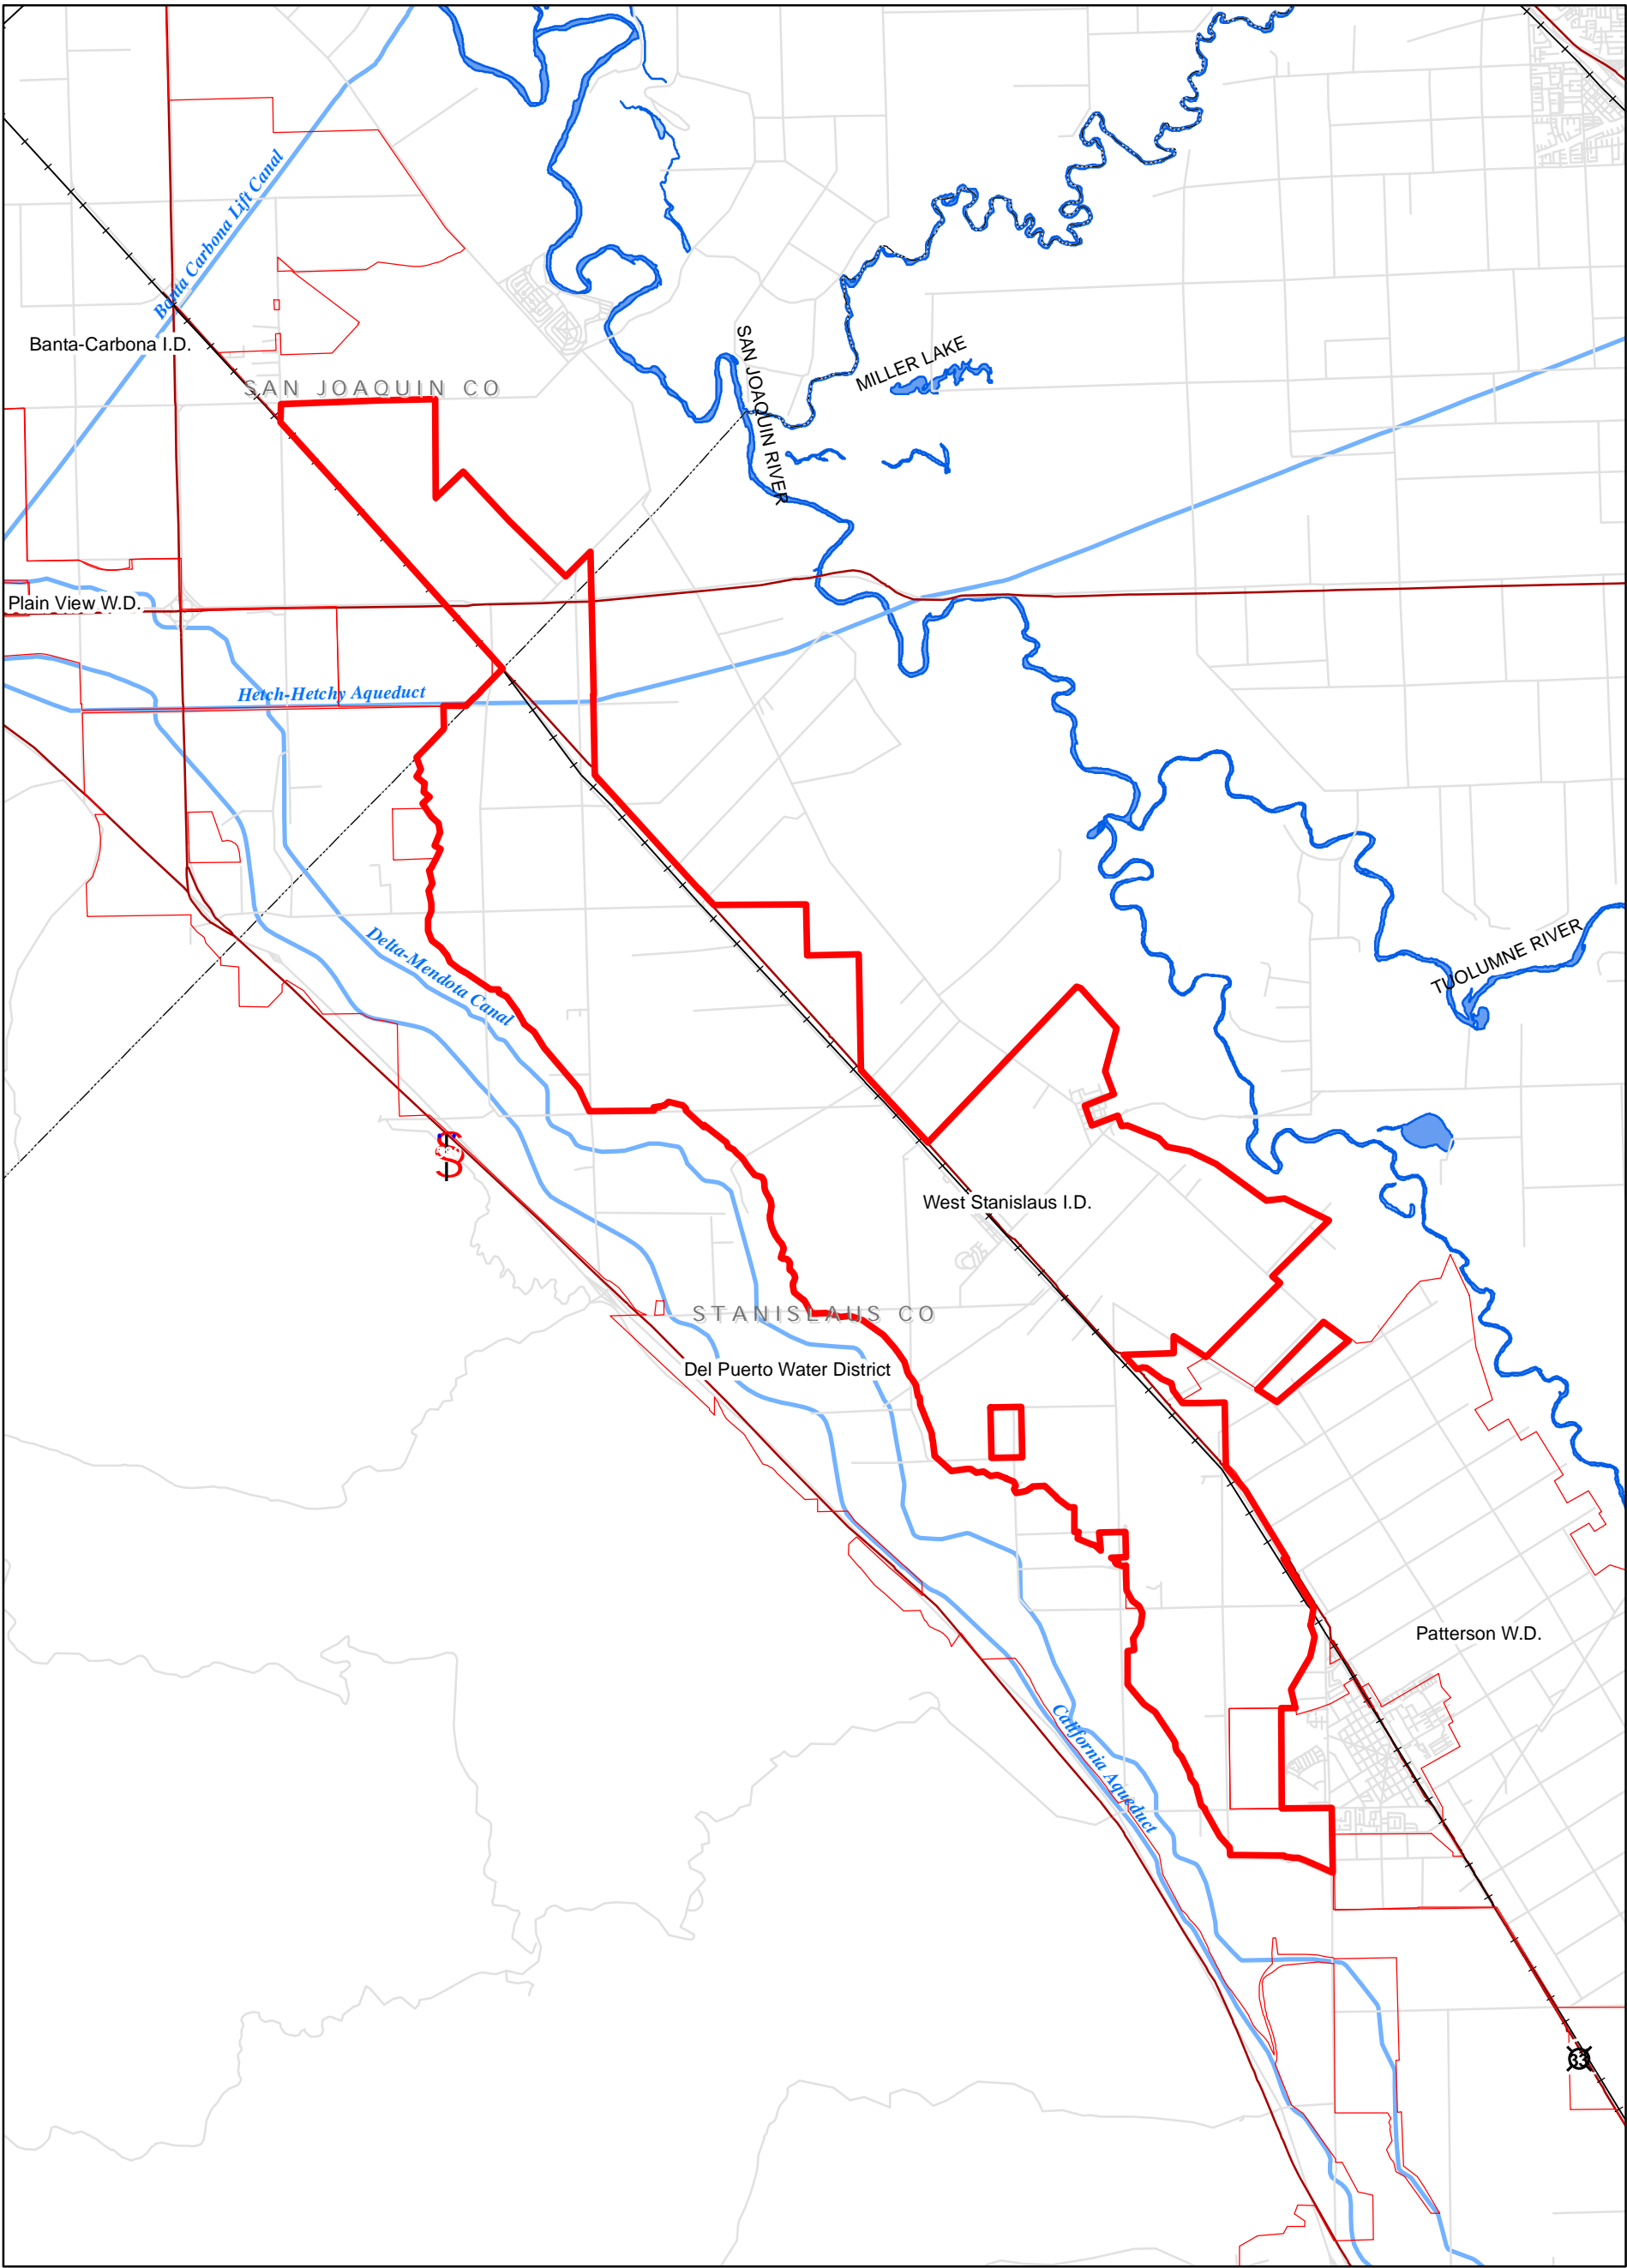 Banta Carbona Lift Canal
Banta-Carbona I.D.
SAN JOAQUIN CO
SAN JOAQUIN RIVER
MILLER LAKE
Plain View W.D.
Hetch-Hetchy Aqueduct
Delta-Mendota Canal
TUOLUMNE RIVER
West Stanislaus I.D.
STANISLAUS CO
Del Puerto Water District
Patterson W.D.
California Aqueduct
33